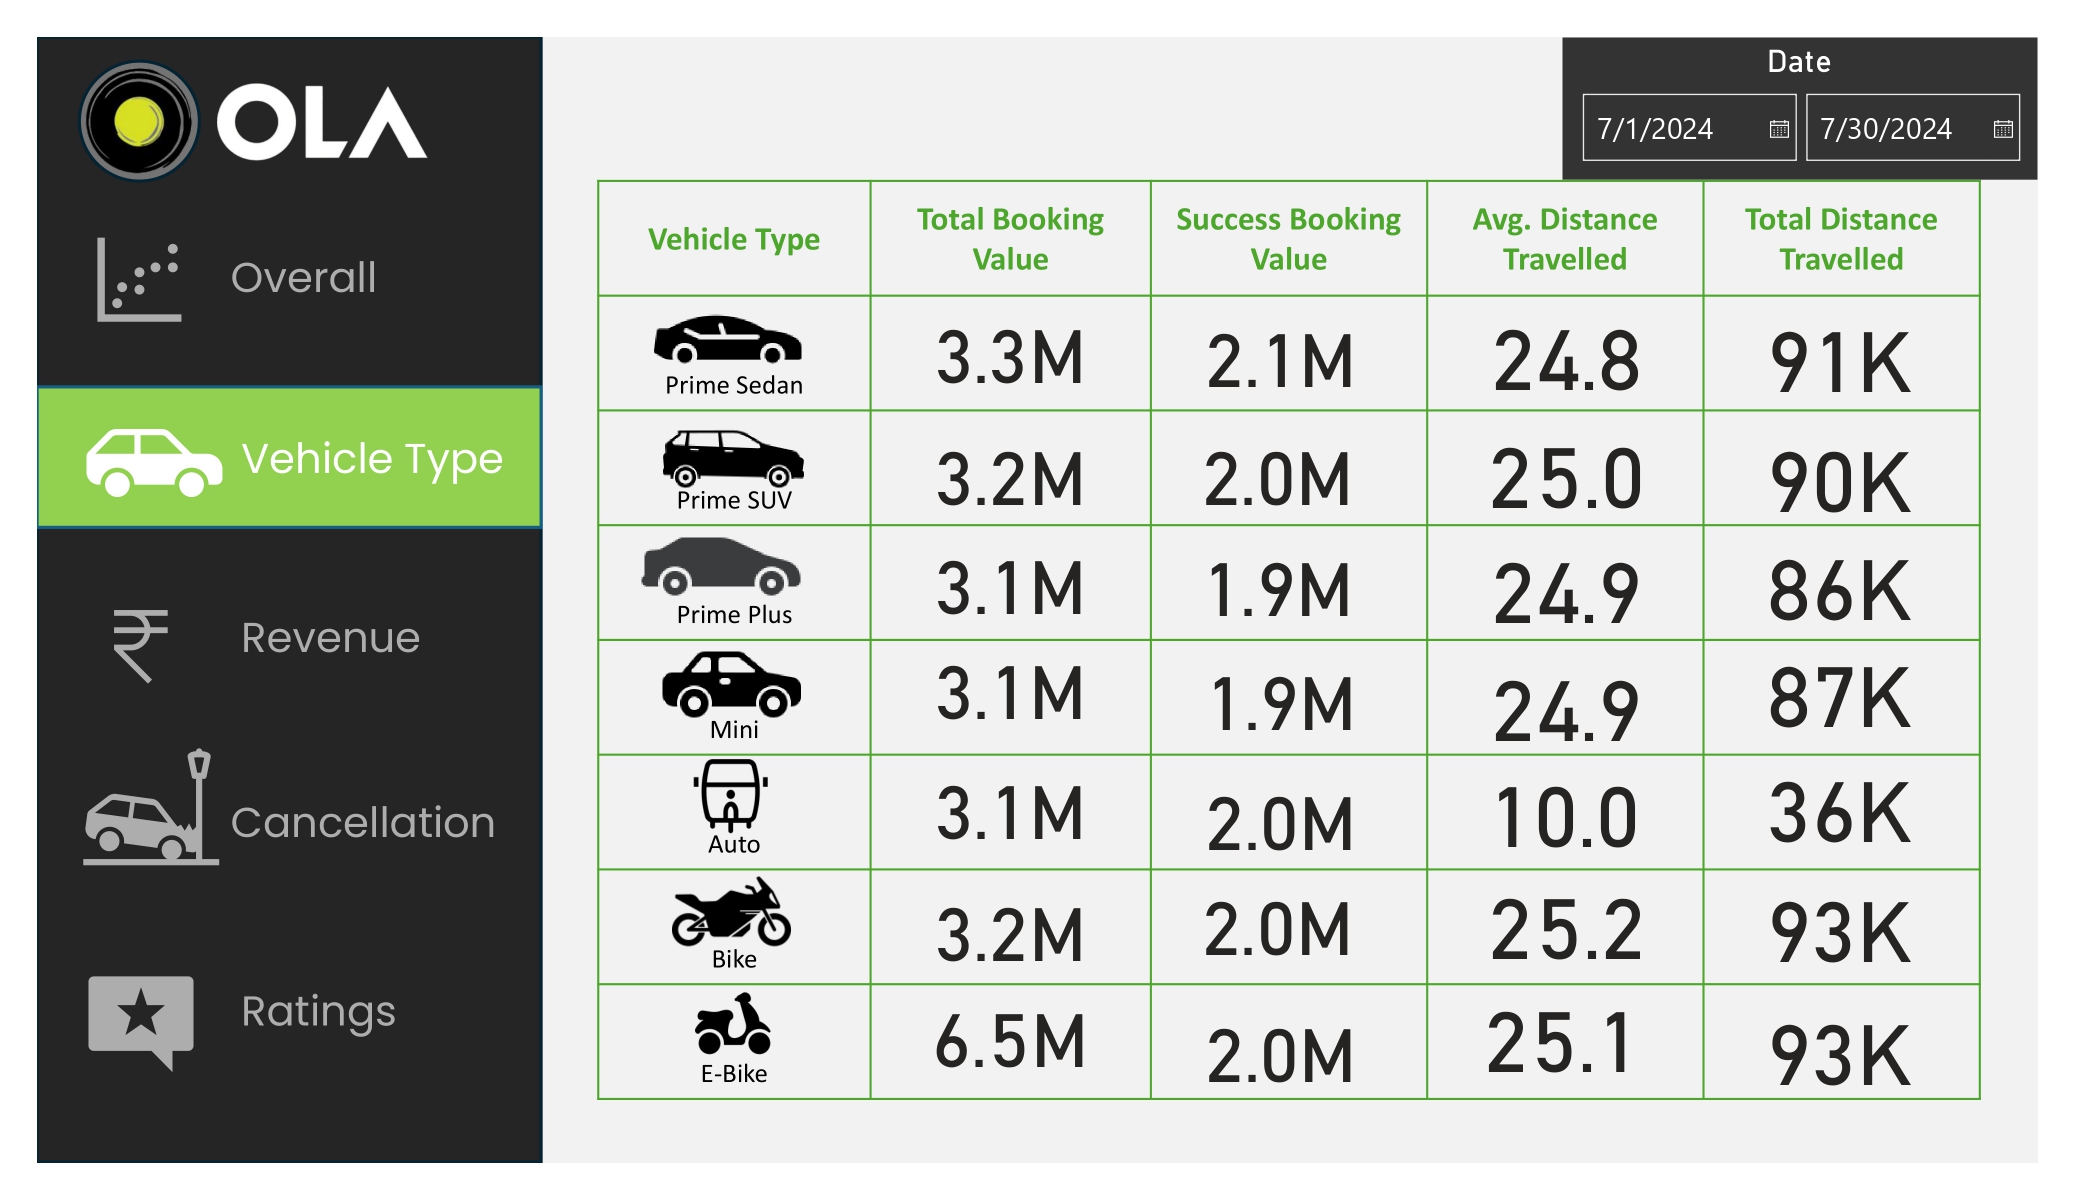 OLA
Overall
Vehicle Type
Revenue
Cancellation
Ratings
Date
7/1/2024 7/30/2024
Vehicle Type Total Booking Value Success Booking Value Avg. Distance Travelled Total Distance Travelled
Prime Sedan 3.3M 2.1M 24.8 91K
Prime SUV 3.2M 2.0M 25.0 90K
Prime Plus 3.1M 1.9M 24.9 86K
Mini 3.1M 1.9M 24.9 87K
Auto 3.1M 2.0M 10.0 36K
Bike 3.2M 2.0M 25.2 93K
E-Bike 6.5M 2.0M 25.1 93K